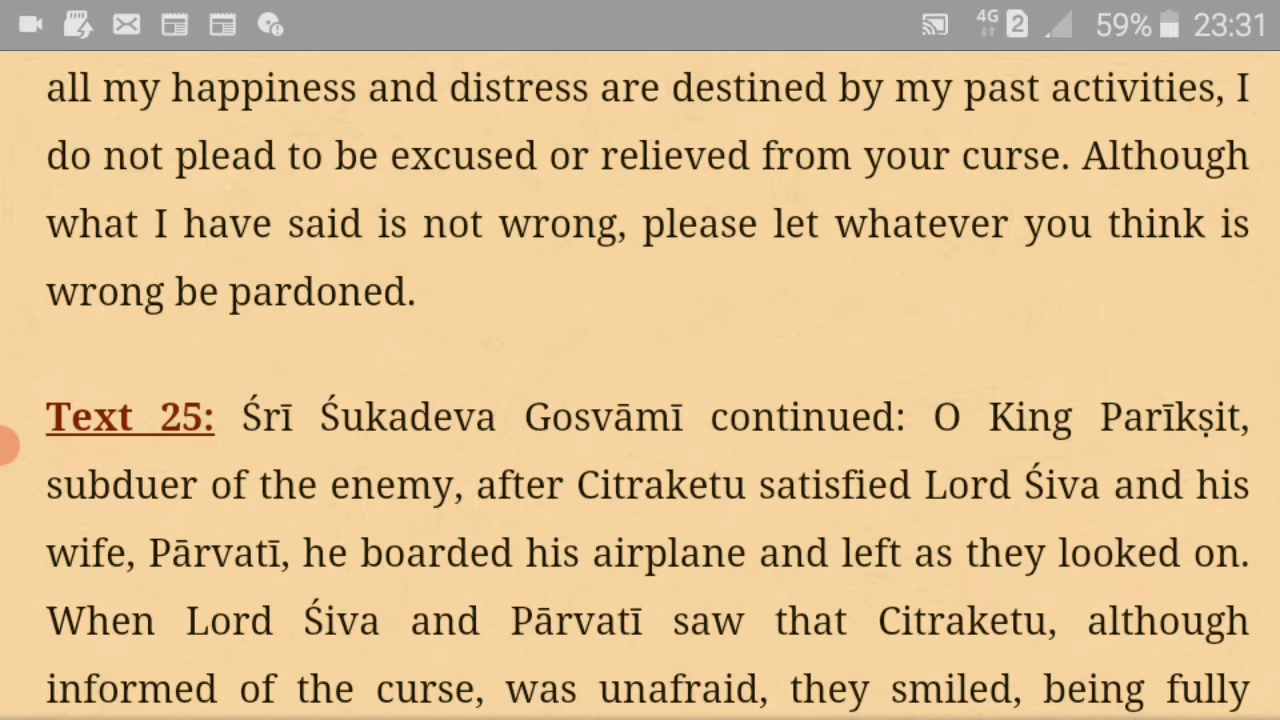 4G 2 59% 23:31
all my happiness and distress are destined by my past activities, I
do not plead to be excused or relieved from your curse. Although
what I have said is not wrong, please let whatever you think is
wrong be pardoned.
Text 25: Śrī Śukadeva Gosvāmī continued: O King Parīkṣit,
subduer of the enemy, after Citraketu satisfied Lord Śiva and his
wife, Pārvatī, he boarded his airplane and left as they looked on.
When Lord Śiva and Pārvatī saw that Citraketu, although
informed of the curse, was unafraid, they smiled, being fully